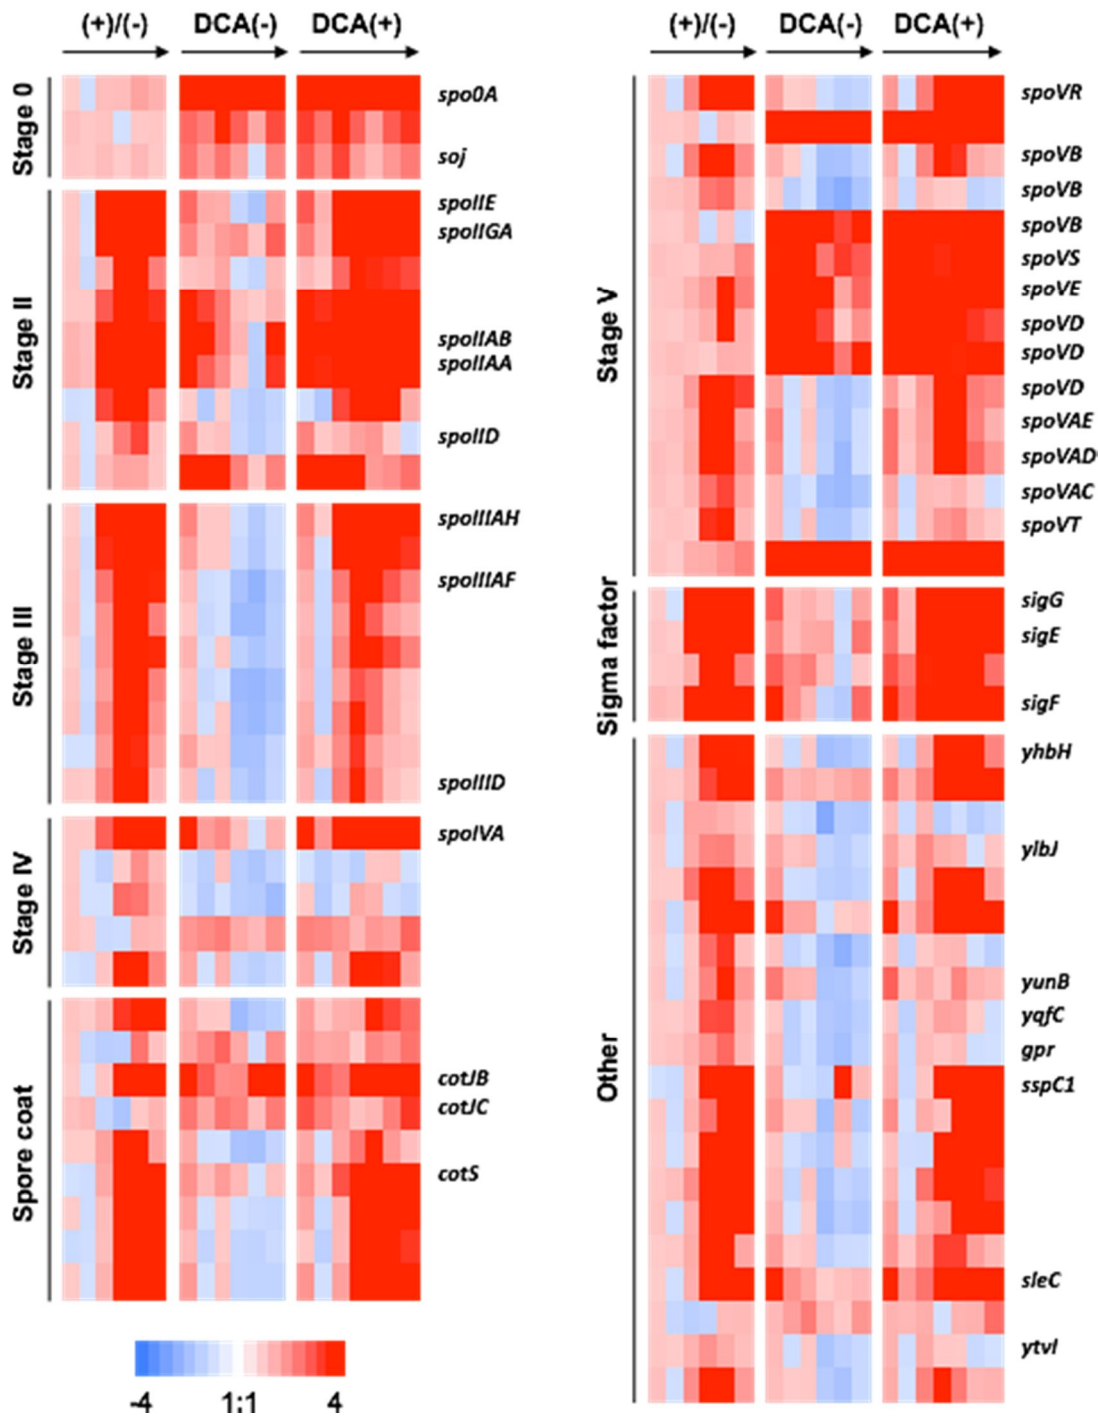 (+)/(-) DCA(-) DCA(+)
Stage 0
spo0A
soj
Stage II
spoIIE
spoIIGA
spoIIAB
spoIIAA
spoIID
Stage III
spoIIIAH
spoIIIAF
spoIIID
Stage IV
spoIVA
Spore coat
cotJB
cotJC
cotS
-4 1:1 4
(+)/(-) DCA(-) DCA(+)
Stage V
spoVR
spoVB
spoVB
spoVB
spoVS
spoVE
spoVD
spoVD
spoVD
spoVAE
spoVAD
spoVAC
spoVT
Sigma factor
sigG
sigE
sigF
Other
yhbH
ylbJ
yunB
yqfC
gpr
sspC1
sleC
ytvI